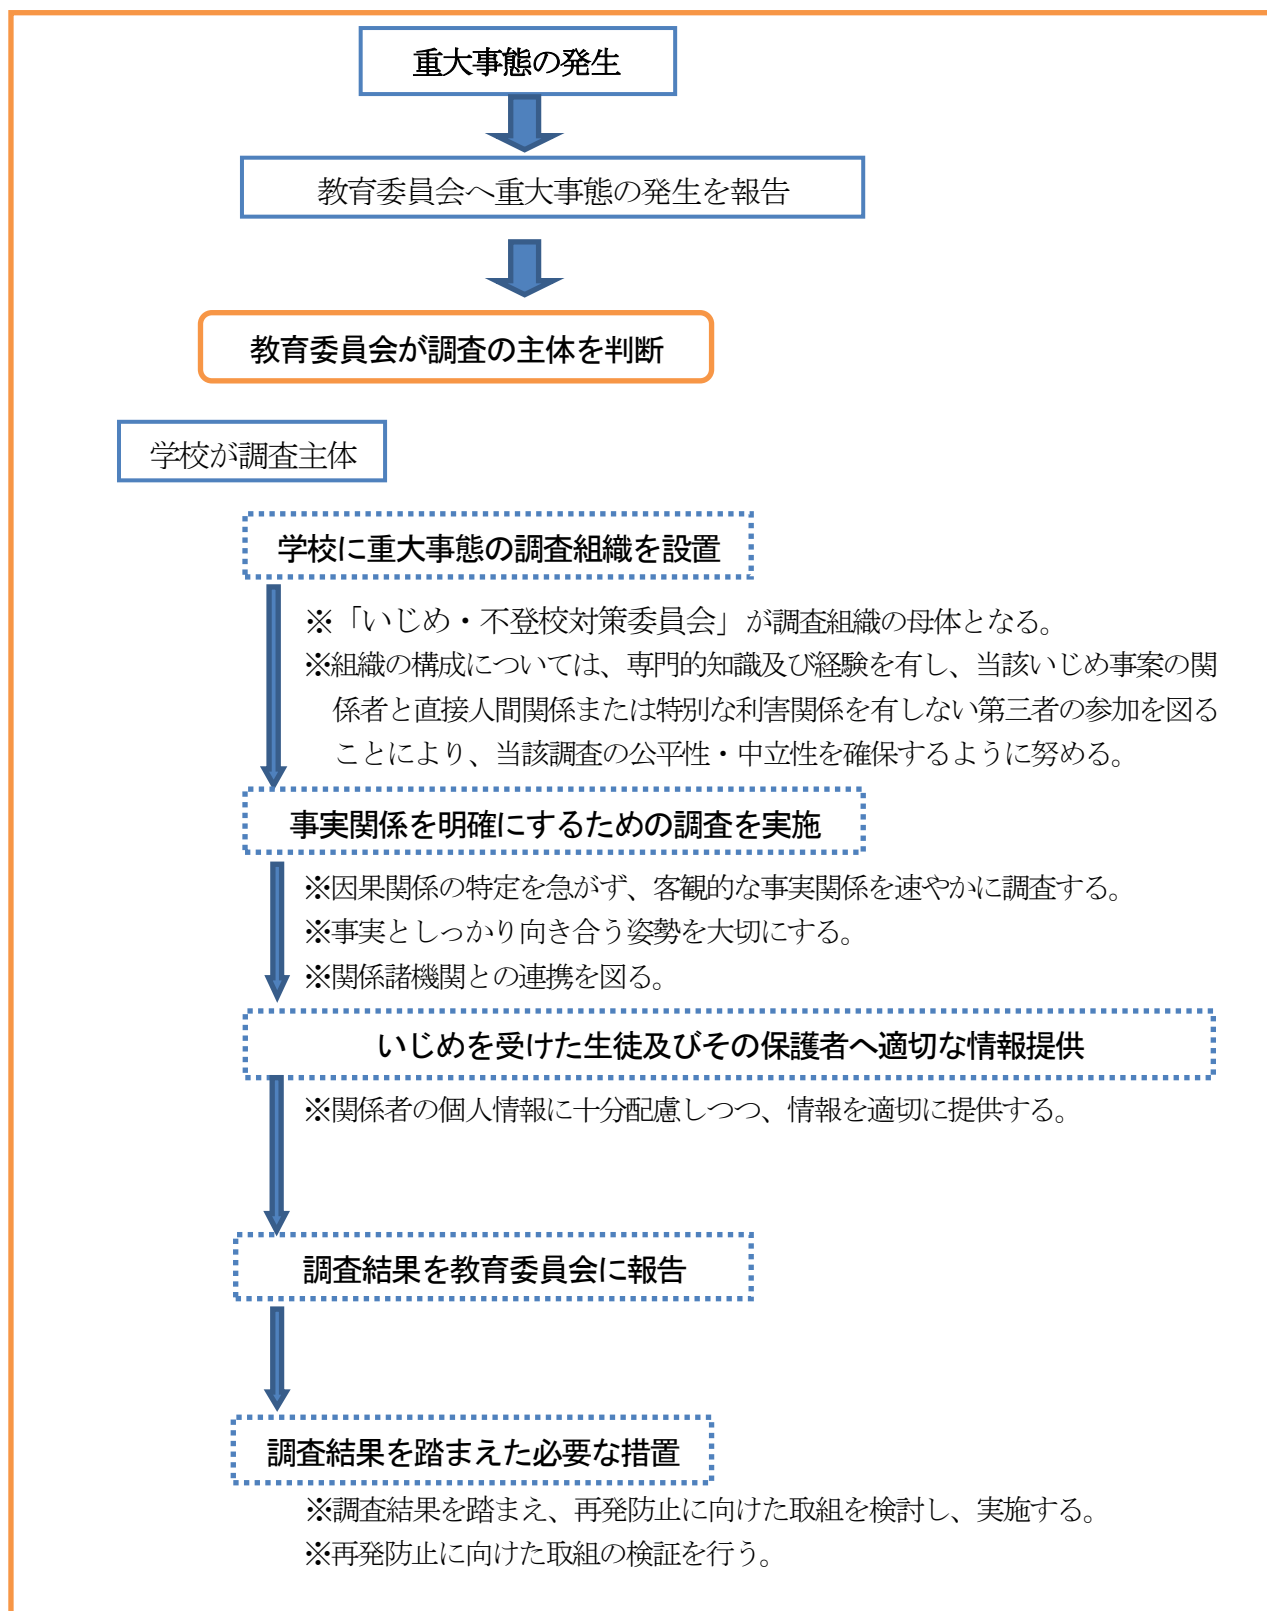 重大事態の発生
教育委員会へ重大事態の発生を報告
教育委員会が調査の主体を判断
学校が調査主体
学校に重大事態の調査組織を設置
※「いじめ・不登校対策委員会」が調査組織の母体となる。
※組織の構成については、専門的知識及び経験を有し、当該いじめ事案の関
係者と直接人間関係または特別な利害関係を有しない第三者の参加を図る
ことにより、当該調査の公平性・中立性を確保するように努める。
事実関係を明確にするための調査を実施
※因果関係の特定を急がず、客観的な事実関係を速やかに調査する。
※事実としっかり向き合う姿勢を大切にする。
※関係諸機関との連携を図る。
いじめを受けた生徒及びその保護者へ適切な情報提供
※関係者の個人情報に十分配慮しつつ、情報を適切に提供する。
調査結果を教育委員会に報告
調査結果を踏まえた必要な措置
※調査結果を踏まえ、再発防止に向けた取組を検討し、実施する。
※再発防止に向けた取組の検証を行う。